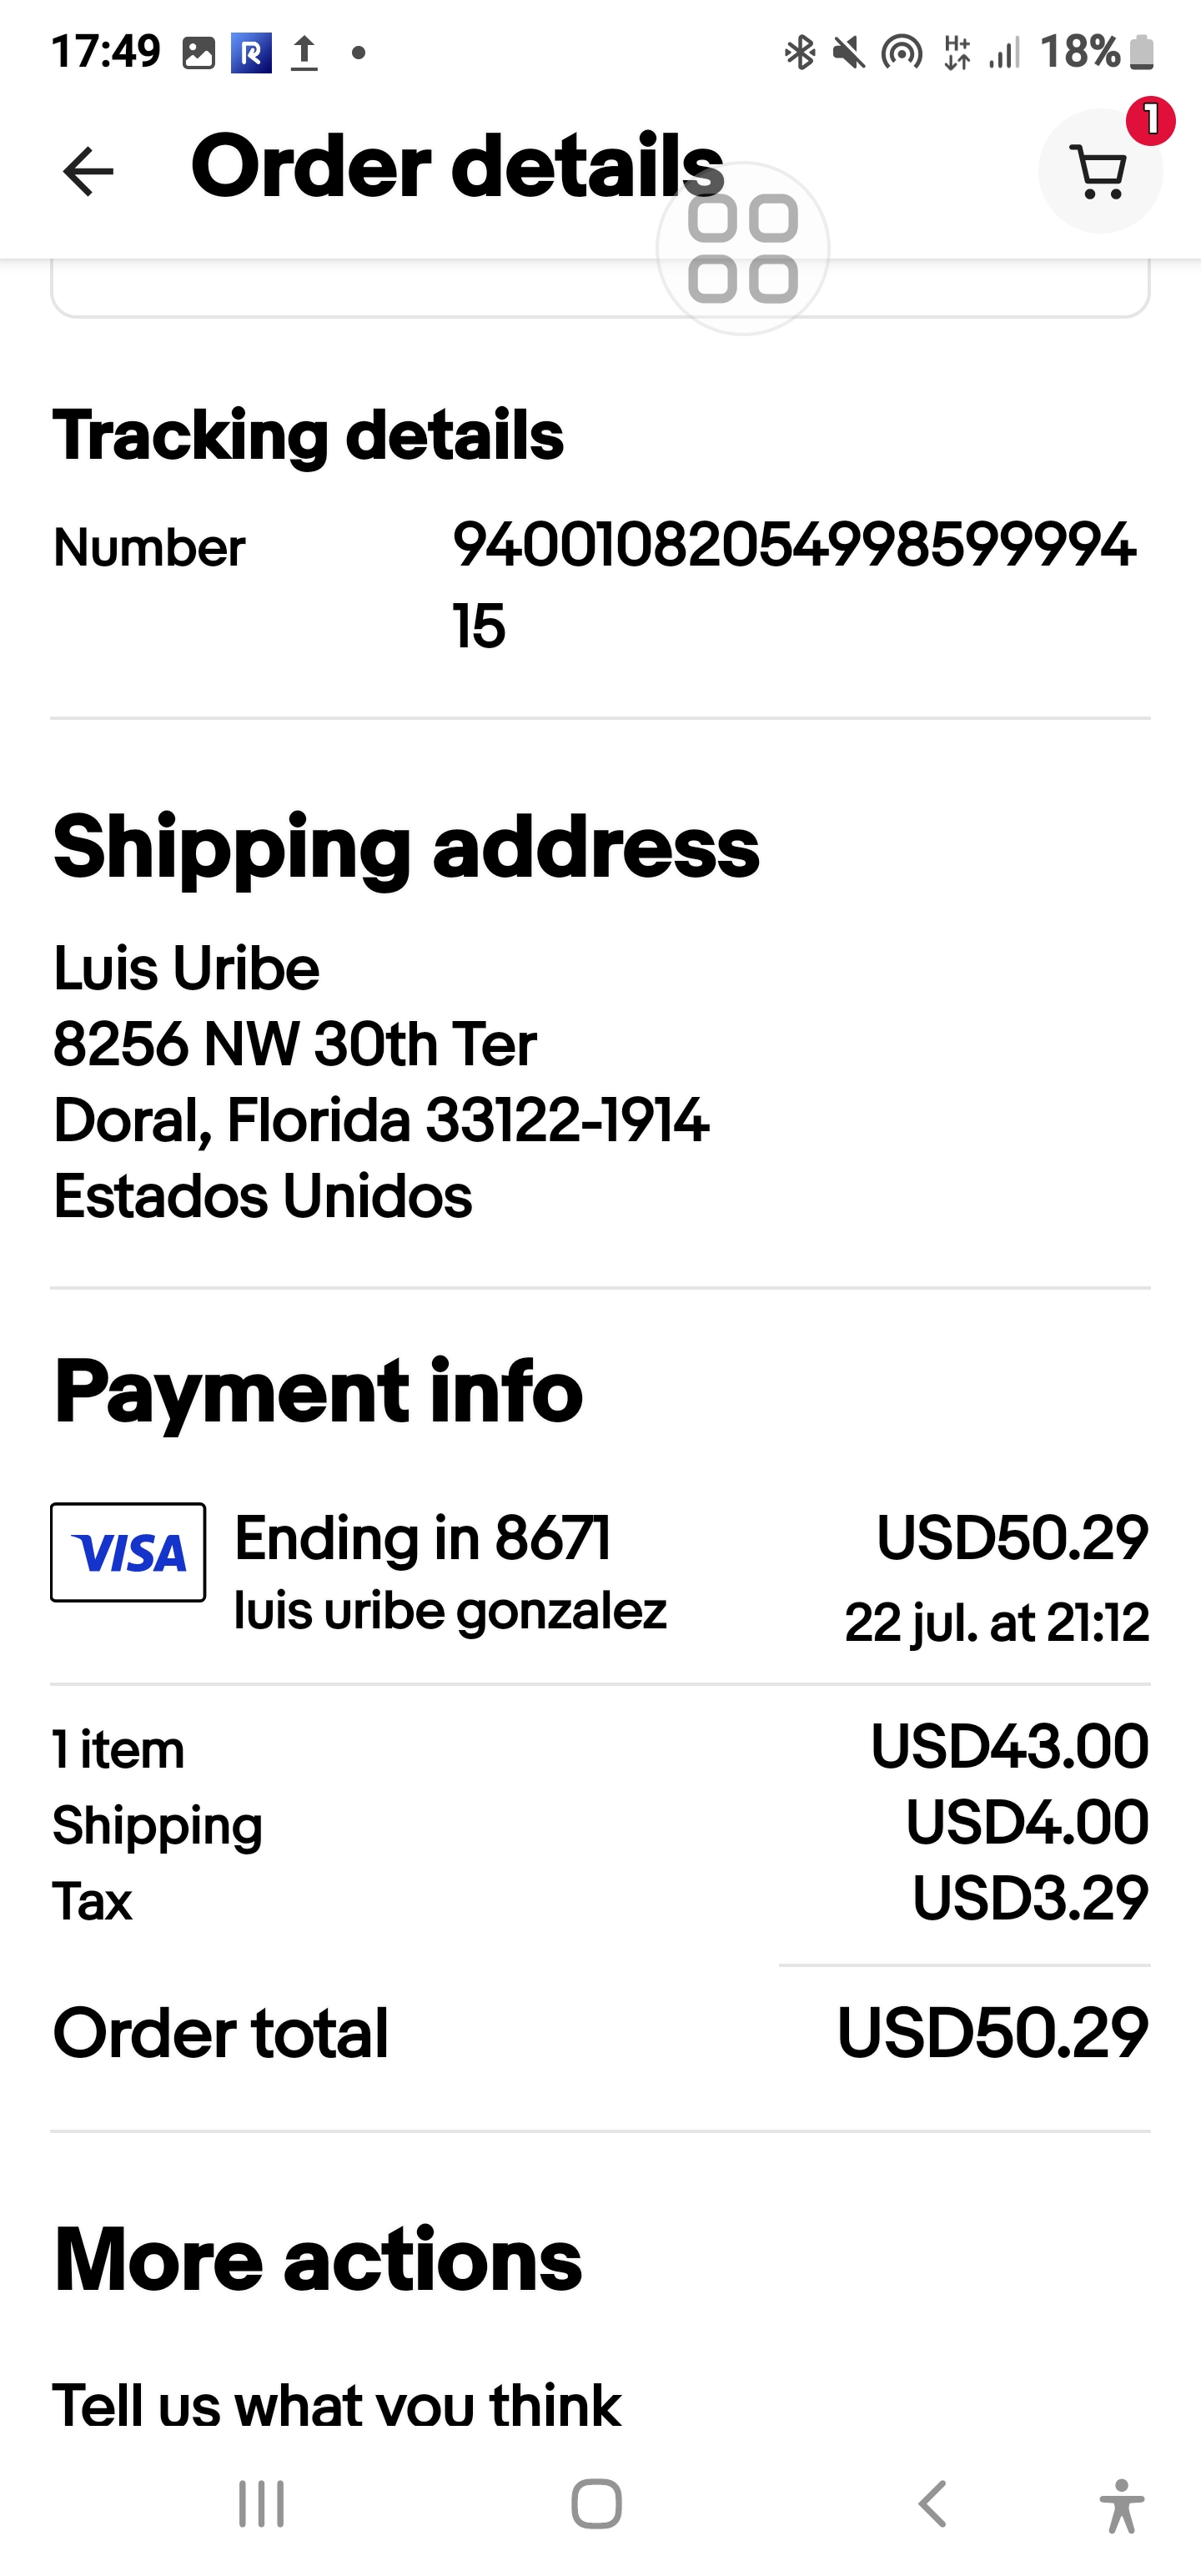 17:49
H+
18%
Order details
1
Tracking details
Number 94001082054998599994
15
Shipping address
Luis Uribe
8256 NW 30th Ter
Doral, Florida 33122-1914
Estados Unidos
Payment info
VISA Ending in 8671 USD50.29
luis uribe gonzalez 22 jul. at 21:12
1 item USD43.00
Shipping USD4.00
Tax USD3.29
Order total USD50.29
More actions
Tell us what you think